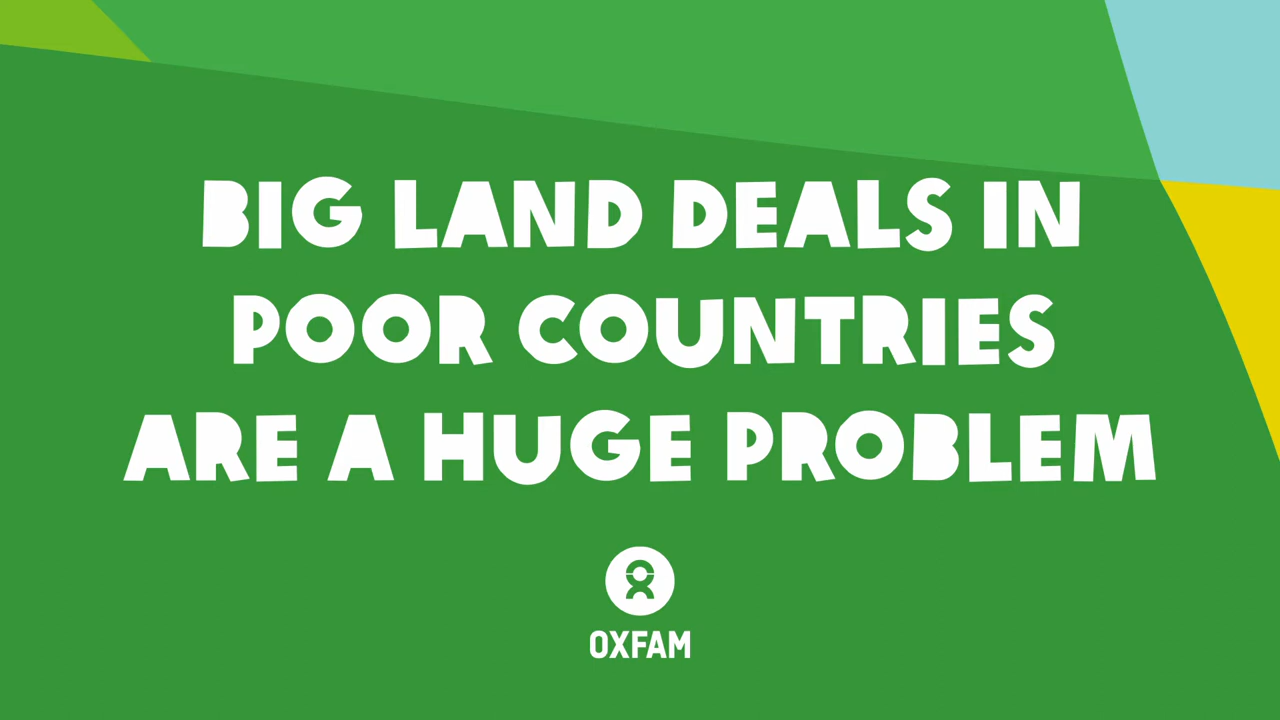 BIG LAND DEALS IN
POOR COUNTRIES
ARE A HUGE PROBLEM
OXFAM